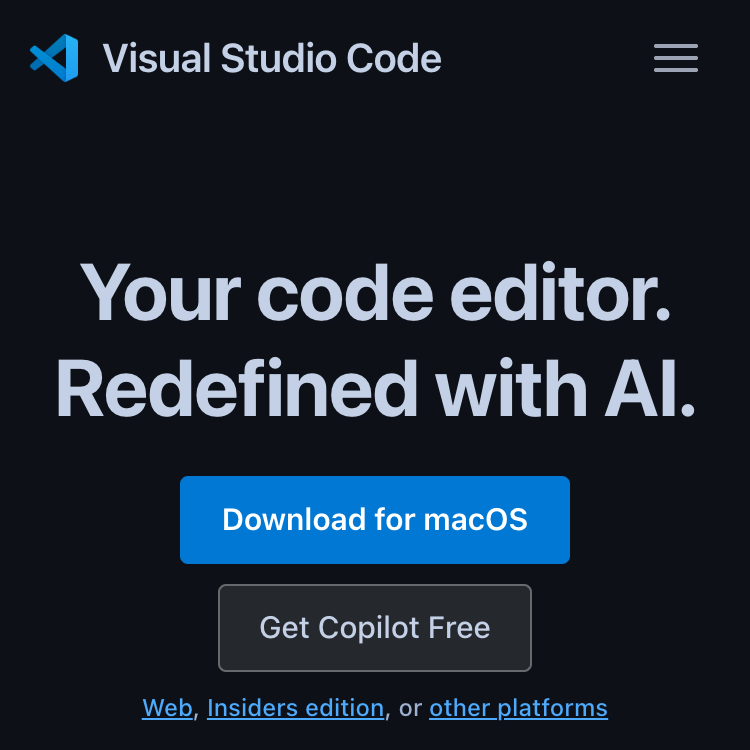 Visual Studio Code
Your code editor.
Redefined with AI.
Download for macOS
Get Copilot Free
Web, Insiders edition, or other platforms